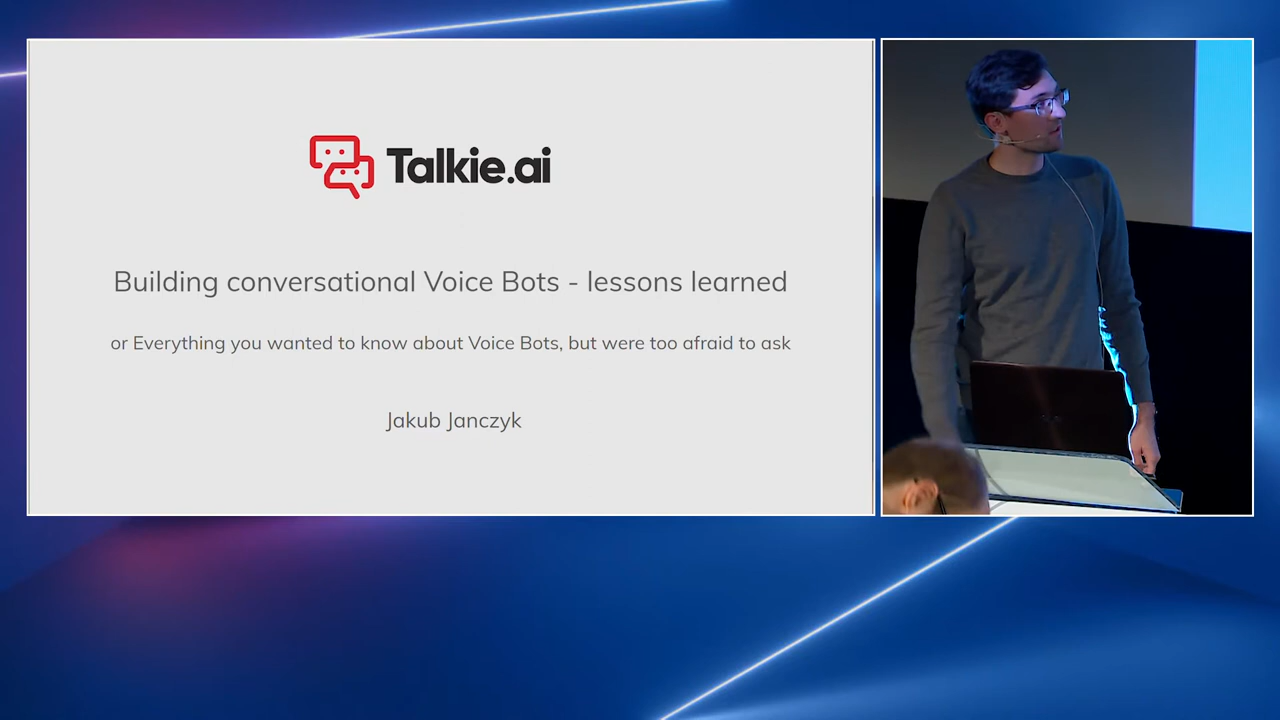 Talkie.ai
Building conversational Voice Bots - lessons learned
or Everything you wanted to know about Voice Bots, but were too afraid to ask
Jakub Janczyk